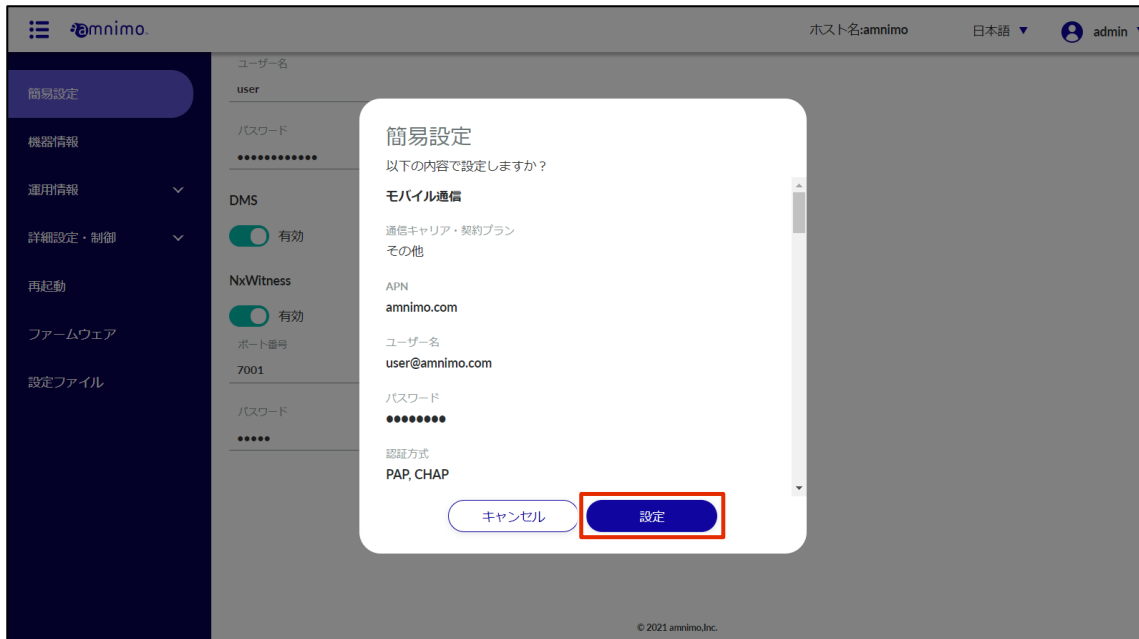 amnimo
ホスト名:amnimo
日本語 ▼
admin
簡易設定
機器情報
運用情報
詳細設定・制御
再起動
ファームウェア
設定ファイル
ユーザー名
user
パスワード
••••••••••••
DMS
有効
NxWitness
有効
ポート番号
7001
パスワード
•••••
簡易設定
以下の内容で設定しますか？
モバイル通信
通信キャリア・契約プラン
その他
APN
amnimo.com
ユーザー名
user@amnimo.com
パスワード
••••••••
認証方式
PAP, CHAP
キャンセル
設定
© 2021 amnimo,Inc.